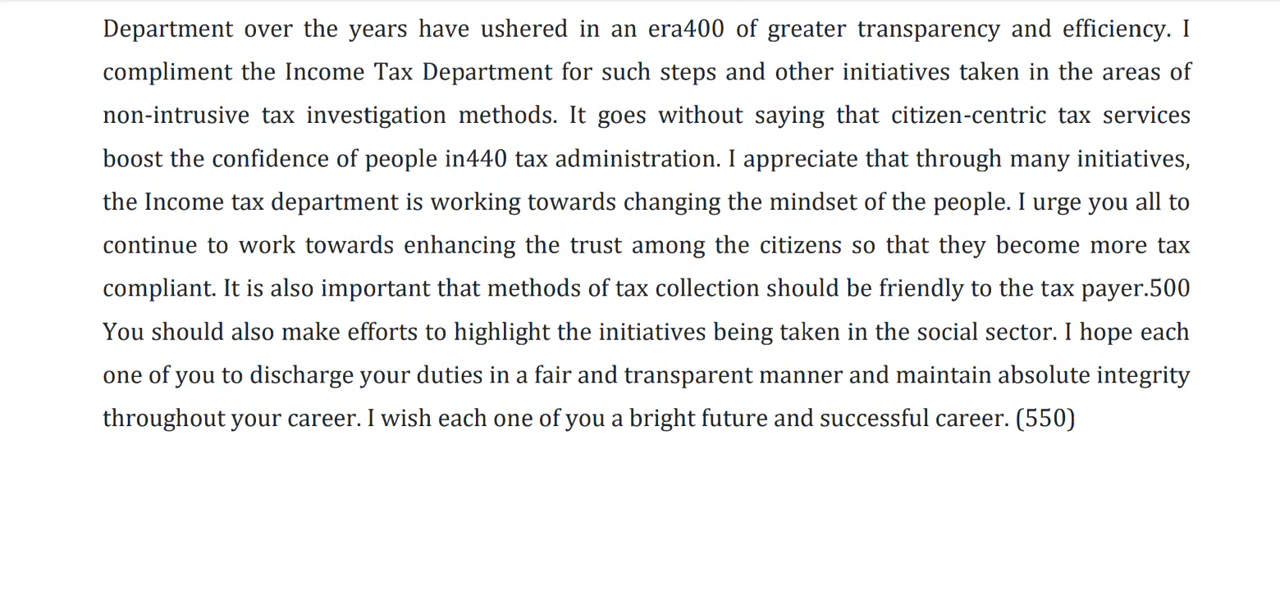 Department over the years have ushered in an era400 of greater transparency and efficiency. I
compliment the Income Tax Department for such steps and other initiatives taken in the areas of
non-intrusive tax investigation methods. It goes without saying that citizen-centric tax services
boost the confidence of people in440 tax administration. I appreciate that through many initiatives,
the Income tax department is working towards changing the mindset of the people. I urge you all to
continue to work towards enhancing the trust among the citizens so that they become more tax
compliant. It is also important that methods of tax collection should be friendly to the tax payer.500
You should also make efforts to highlight the initiatives being taken in the social sector. I hope each
one of you to discharge your duties in a fair and transparent manner and maintain absolute integrity
throughout your career. I wish each one of you a bright future and successful career. (550)